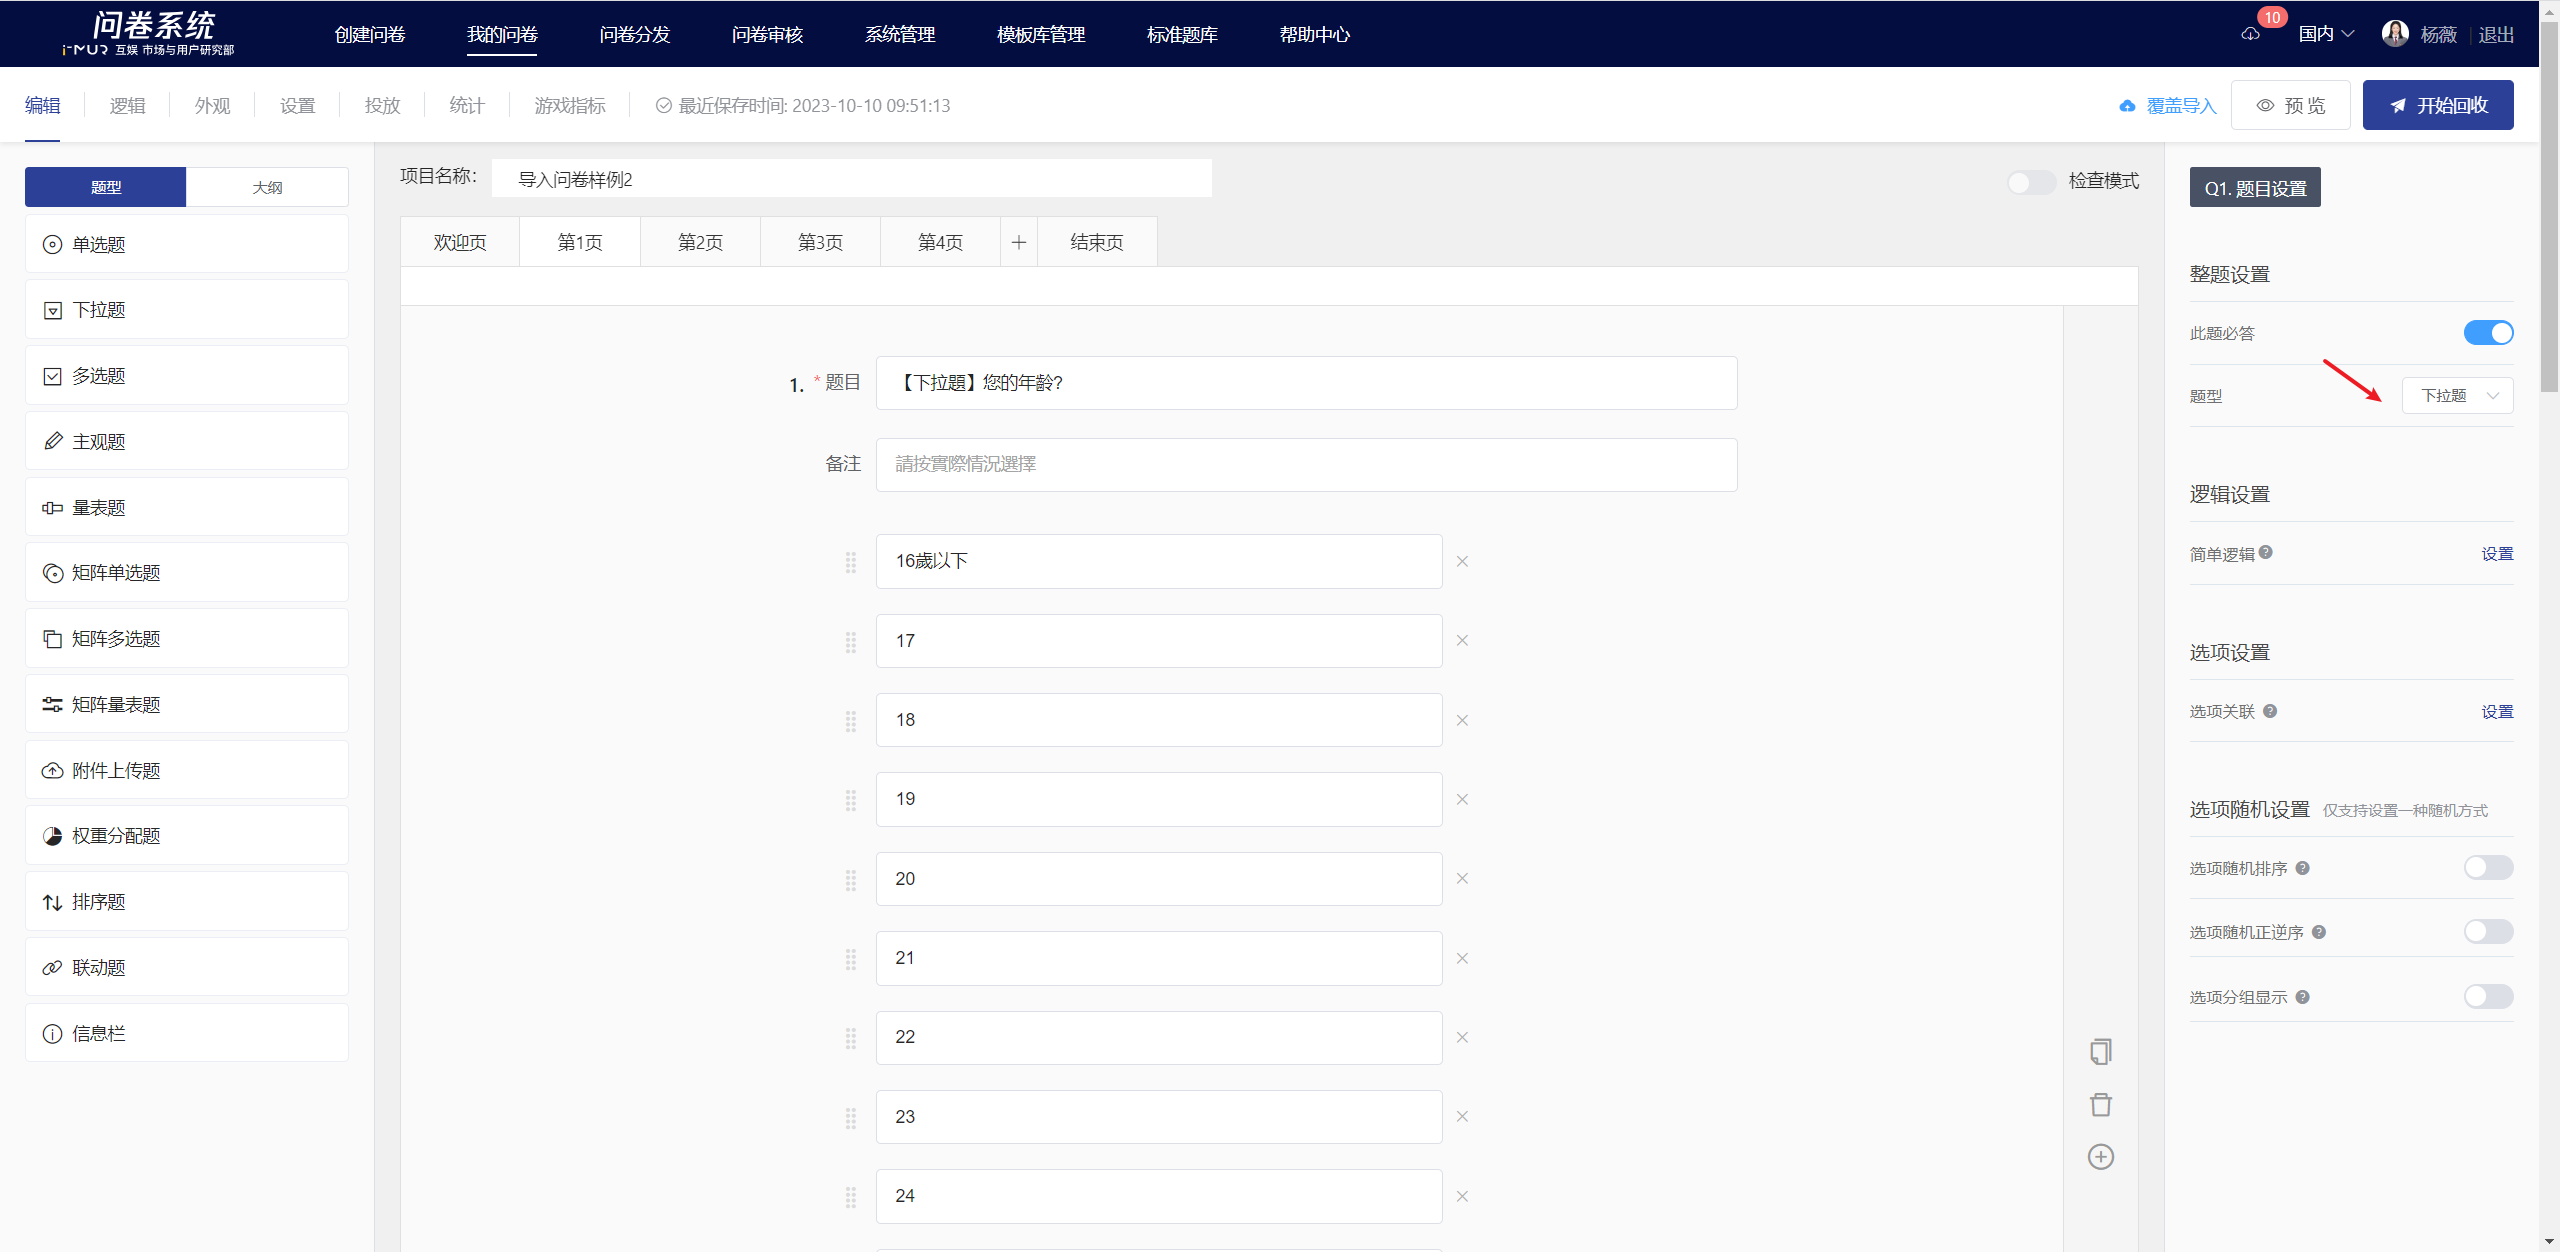 问卷系统
i-MUR 互娱 市场与用户研究部
创建问卷
我的问卷
问卷分发
问卷审核
系统管理
模板库管理
标准题库
帮助中心
10
国内
杨薇
退出
编辑
逻辑
外观
设置
投放
统计
游戏指标
最近保存时间: 2023-10-10 09:51:13
覆盖导入
预 览
开始回收
题型
大纲
单选题
下拉题
多选题
主观题
量表题
矩阵单选题
矩阵多选题
矩阵量表题
附件上传题
权重分配题
排序题
联动题
信息栏
项目名称:
导入问卷样例2
检查模式
欢迎页
第1页
第2页
第3页
第4页
结束页
1. * 题目
【下拉題】您的年齡?
备注
請按實際情況選擇
16歲以下
17
18
19
20
21
22
23
24
Q1. 题目设置
整题设置
此题必答
题型
下拉题
逻辑设置
简单逻辑
设置
选项设置
选项关联
设置
选项随机设置 仅支持设置一种随机方式
选项随机排序
选项随机正逆序
选项分组显示